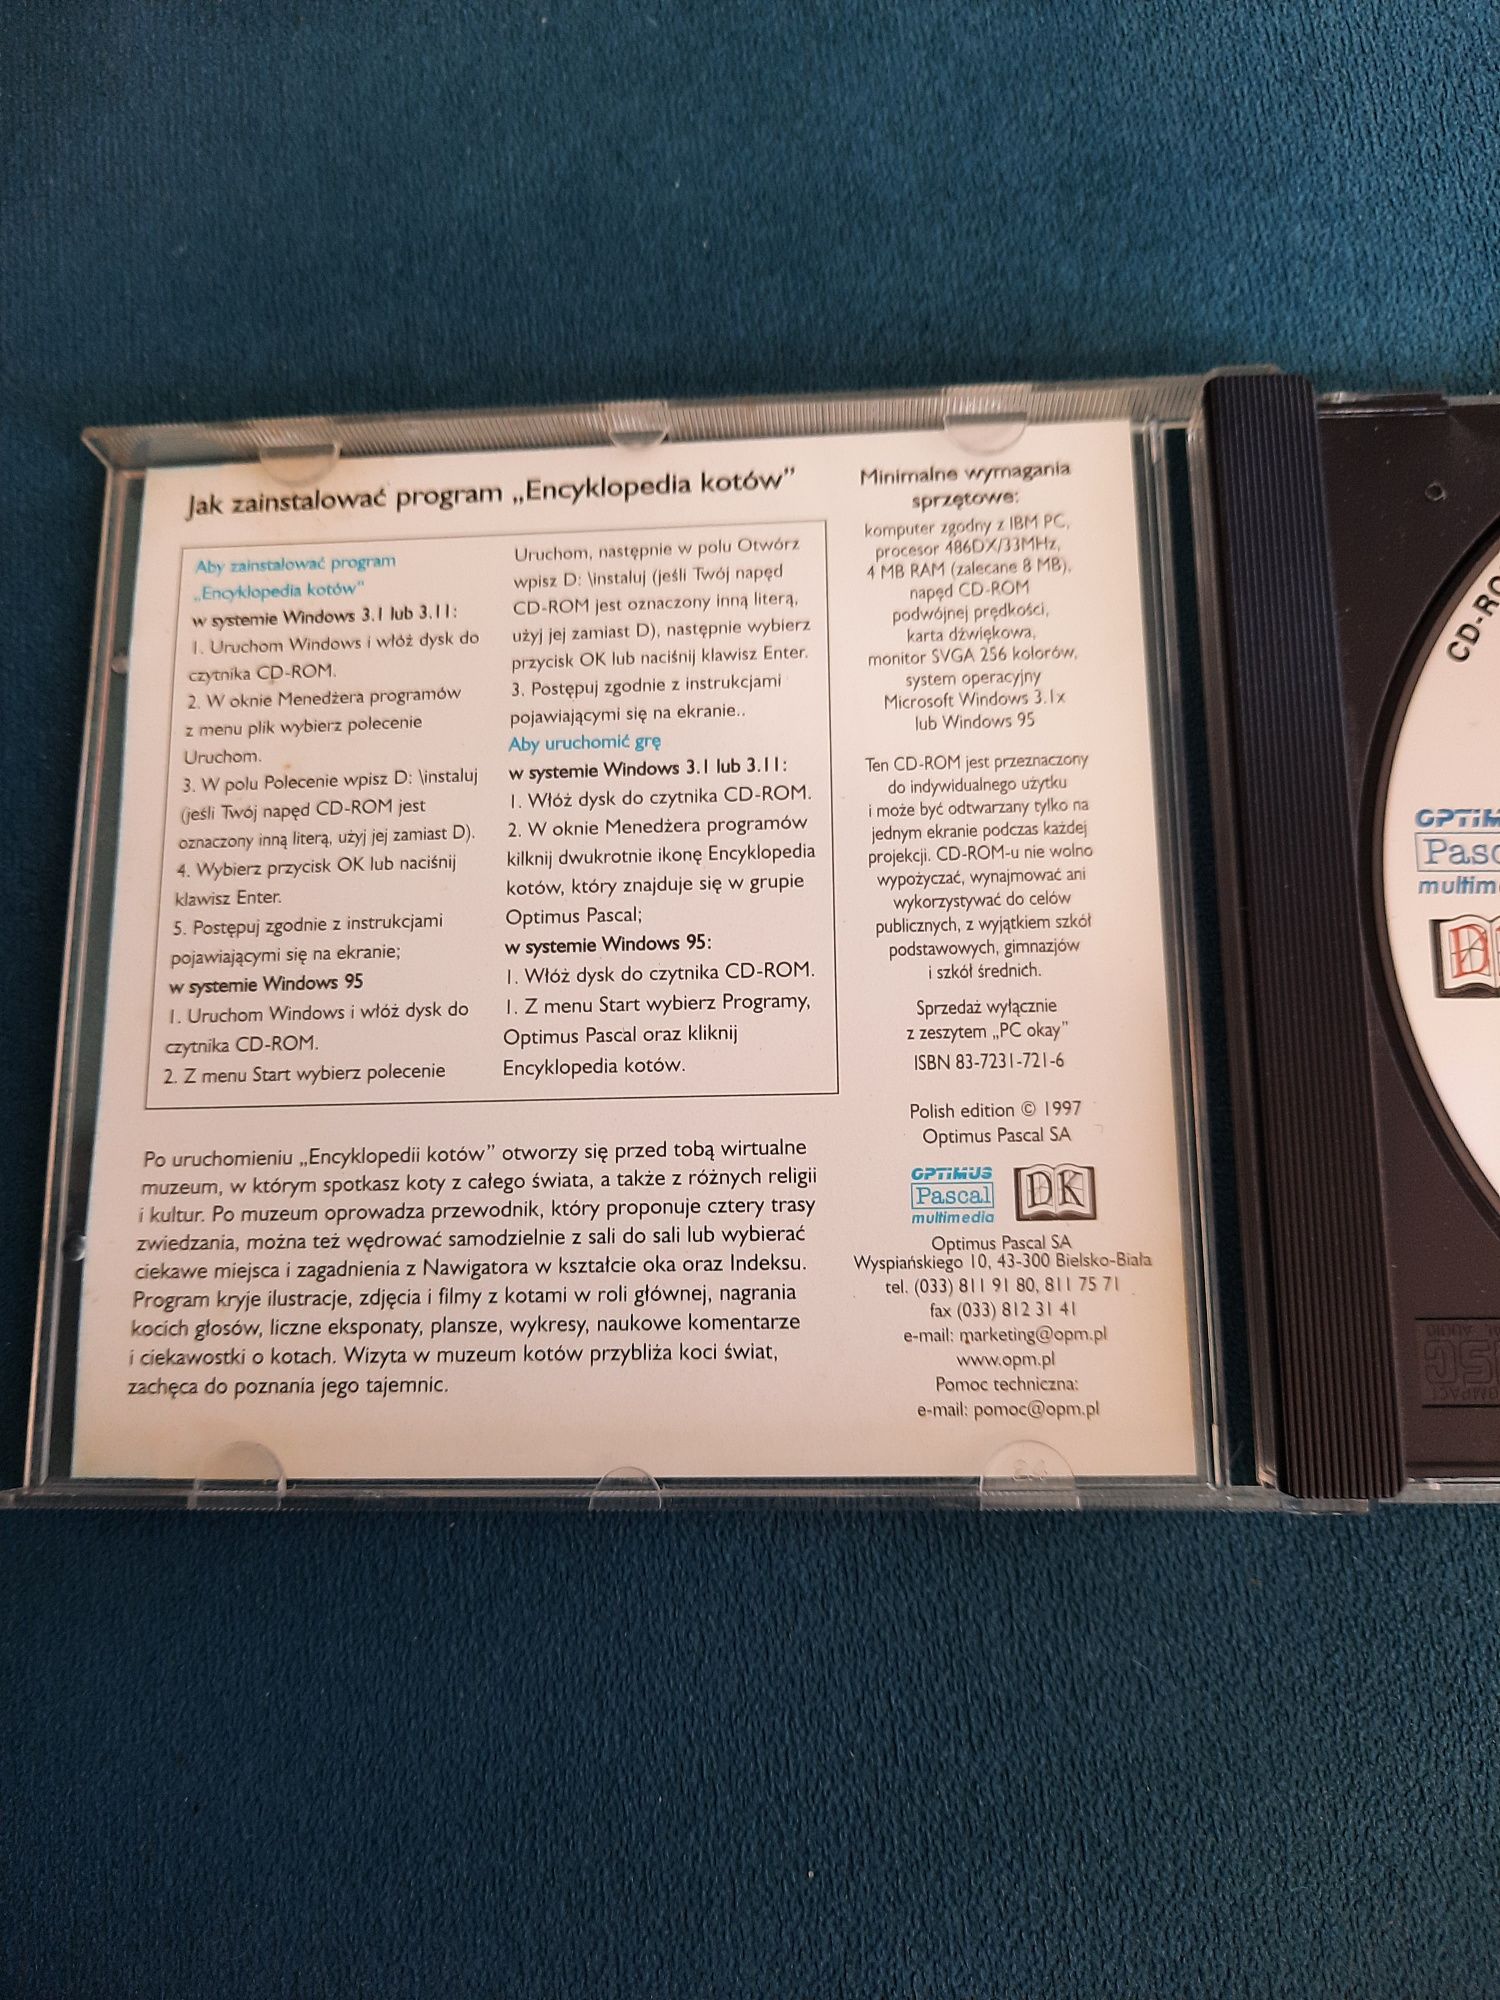 Jak zainstalować program „Encyklopedia kotów”
Aby zainstalować program
„Encyklopedia kotów”
w systemie Windows 3.1 lub 3.11:
1. Uruchom Windows i włóż dysk do
czytnika CD-ROM.
2. W oknie Menedżera programów
z menu plik wybierz polecenie
Uruchom.
3. W polu Polecenie wpisz D: \instaluj
(jeśli Twój napęd CD-ROM jest
oznaczony inną literą, użyj jej zamiast D).
4. Wybierz przycisk OK lub naciśnij
klawisz Enter.
5. Postępuj zgodnie z instrukcjami
pojawiającymi się na ekranie;
w systemie Windows 95
1. Uruchom Windows i włóż dysk do
czytnika CD-ROM.
2. Z menu Start wybierz polecenie
Uruchom, następnie w polu Otwórz
wpisz D: \instaluj (jeśli Twój napęd
CD-ROM jest oznaczony inną literą,
użyj jej zamiast D), następnie wybierz
przycisk OK lub naciśnij klawisz Enter.
3. Postępuj zgodnie z instrukcjami
pojawiającymi się na ekranie..
Aby uruchomić grę
w systemie Windows 3.1 lub 3.11:
1. Włóż dysk do czytnika CD-ROM.
2. W oknie Menedżera programów
kilknij dwukrotnie ikonę Encyklopedia
kotów, który znajduje się w grupie
Optimus Pascal;
w systemie Windows 95:
1. Włóż dysk do czytnika CD-ROM.
1. Z menu Start wybierz Programy,
Optimus Pascal oraz kliknij
Encyklopedia kotów.
Po uruchomieniu „Encyklopedii kotów” otworzy się przed tobą wirtualne
muzeum, w którym spotkasz koty z całego świata, a także z różnych religii
i kultur. Po muzeum oprowadza przewodnik, który proponuje cztery trasy
zwiedzania, można też wędrować samodzielnie z sali do sali lub wybierać
ciekawe miejsca i zagadnienia z Nawigatora w kształcie oka oraz Indeksu.
Program kryje ilustracje, zdjęcia i filmy z kotami w roli głównej, nagrania
kocich głosów, liczne eksponaty, plansze, wykresy, naukowe komentarze
i ciekawostki o kotach. Wizyta w muzeum kotów przybliża koci świat,
zachęca do poznania jego tajemnic.
Minimalne wymagania
sprzętowe:
komputer zgodny z IBM PC,
procesor 486DX/33MHz,
4 MB RAM (zalecane 8 MB),
napęd CD-ROM
podwójnej prędkości,
karta dźwiękowa,
monitor SVGA 256 kolorów,
system operacyjny
Microsoft Windows 3.1x
lub Windows 95
Ten CD-ROM jest przeznaczony
do indywidualnego użytku
i może być odtwarzany tylko na
jednym ekranie podczas każdej
projekcji. CD-ROM-u nie wolno
wypożyczać, wynajmować ani
wykorzystywać do celów
publicznych, z wyjątkiem szkół
podstawowych, gimnazjów
i szkół średnich.
Sprzedaż wyłącznie
z zeszytem „PC okay”
ISBN 83-7231-721-6
Polish edition © 1997
Optimus Pascal SA
OPTIMUS
Pascal
multimedia
DK
Optimus Pascal SA
Wyspiańskiego 10, 43-300 Bielsko-Biała
tel. (033) 811 91 80, 811 75 71
fax (033) 812 31 41
e-mail: marketing@opm.pl
www.opm.pl
Pomoc techniczna:
e-mail: pomoc@opm.pl